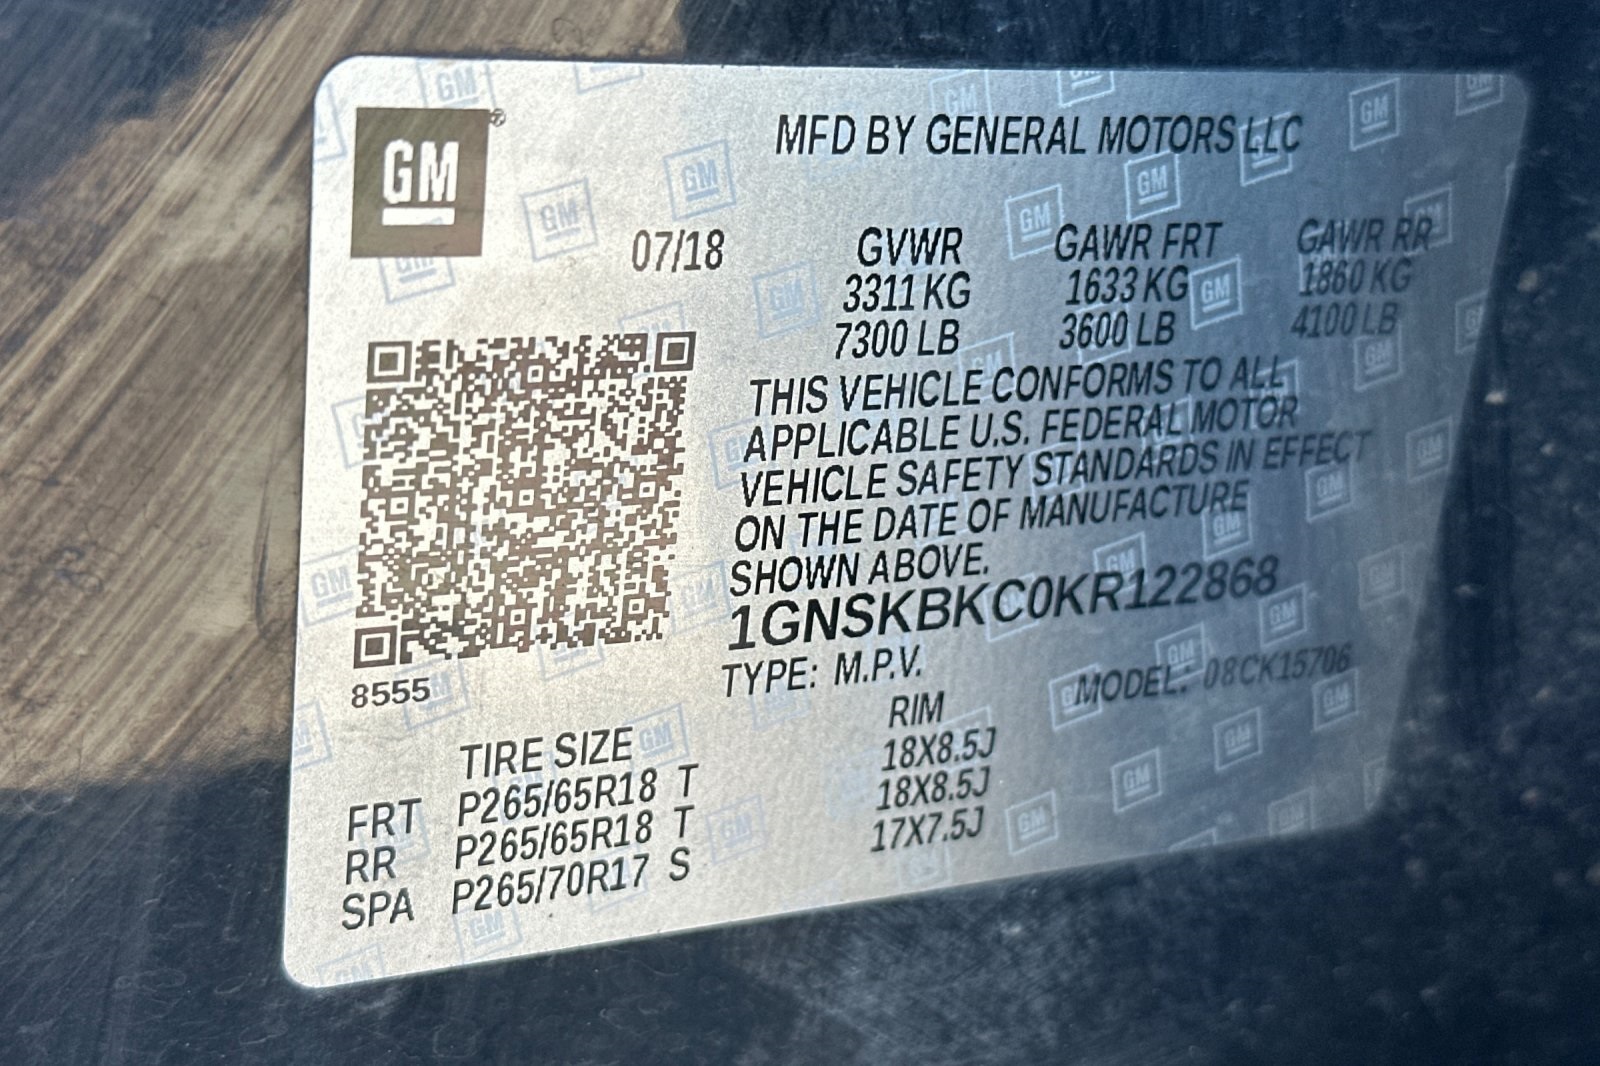 GM ®
MFD BY GENERAL MOTORS LLC
07/18
GVWR GAWR FRT GAWR RR
3311 KG 1633 KG 1860 KG
7300 LB 3600 LB 4100 LB
THIS VEHICLE CONFORMS TO ALL
APPLICABLE U.S. FEDERAL MOTOR
VEHICLE SAFETY STANDARDS IN EFFECT
ON THE DATE OF MANUFACTURE
SHOWN ABOVE.
1GNSKBKC0KR122868
TYPE: M.P.V. MODEL: 08CK15706
8555
TIRE SIZE RIM
FRT P265/65R18 T 18X8.5J
RR P265/65R18 T 18X8.5J
SPA P265/70R17 S 17X7.5J